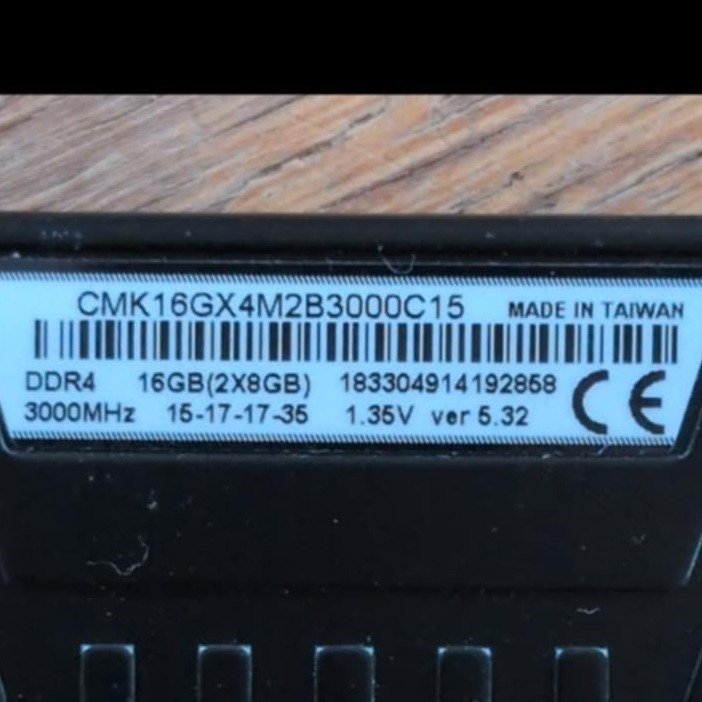 CMK16GX4M2B3000C15 MADE IN TAIWAN
DDR4 16GB(2X8GB) 183304914192858
3000MHz 15-17-17-35 1.35V ver 5.32
CE